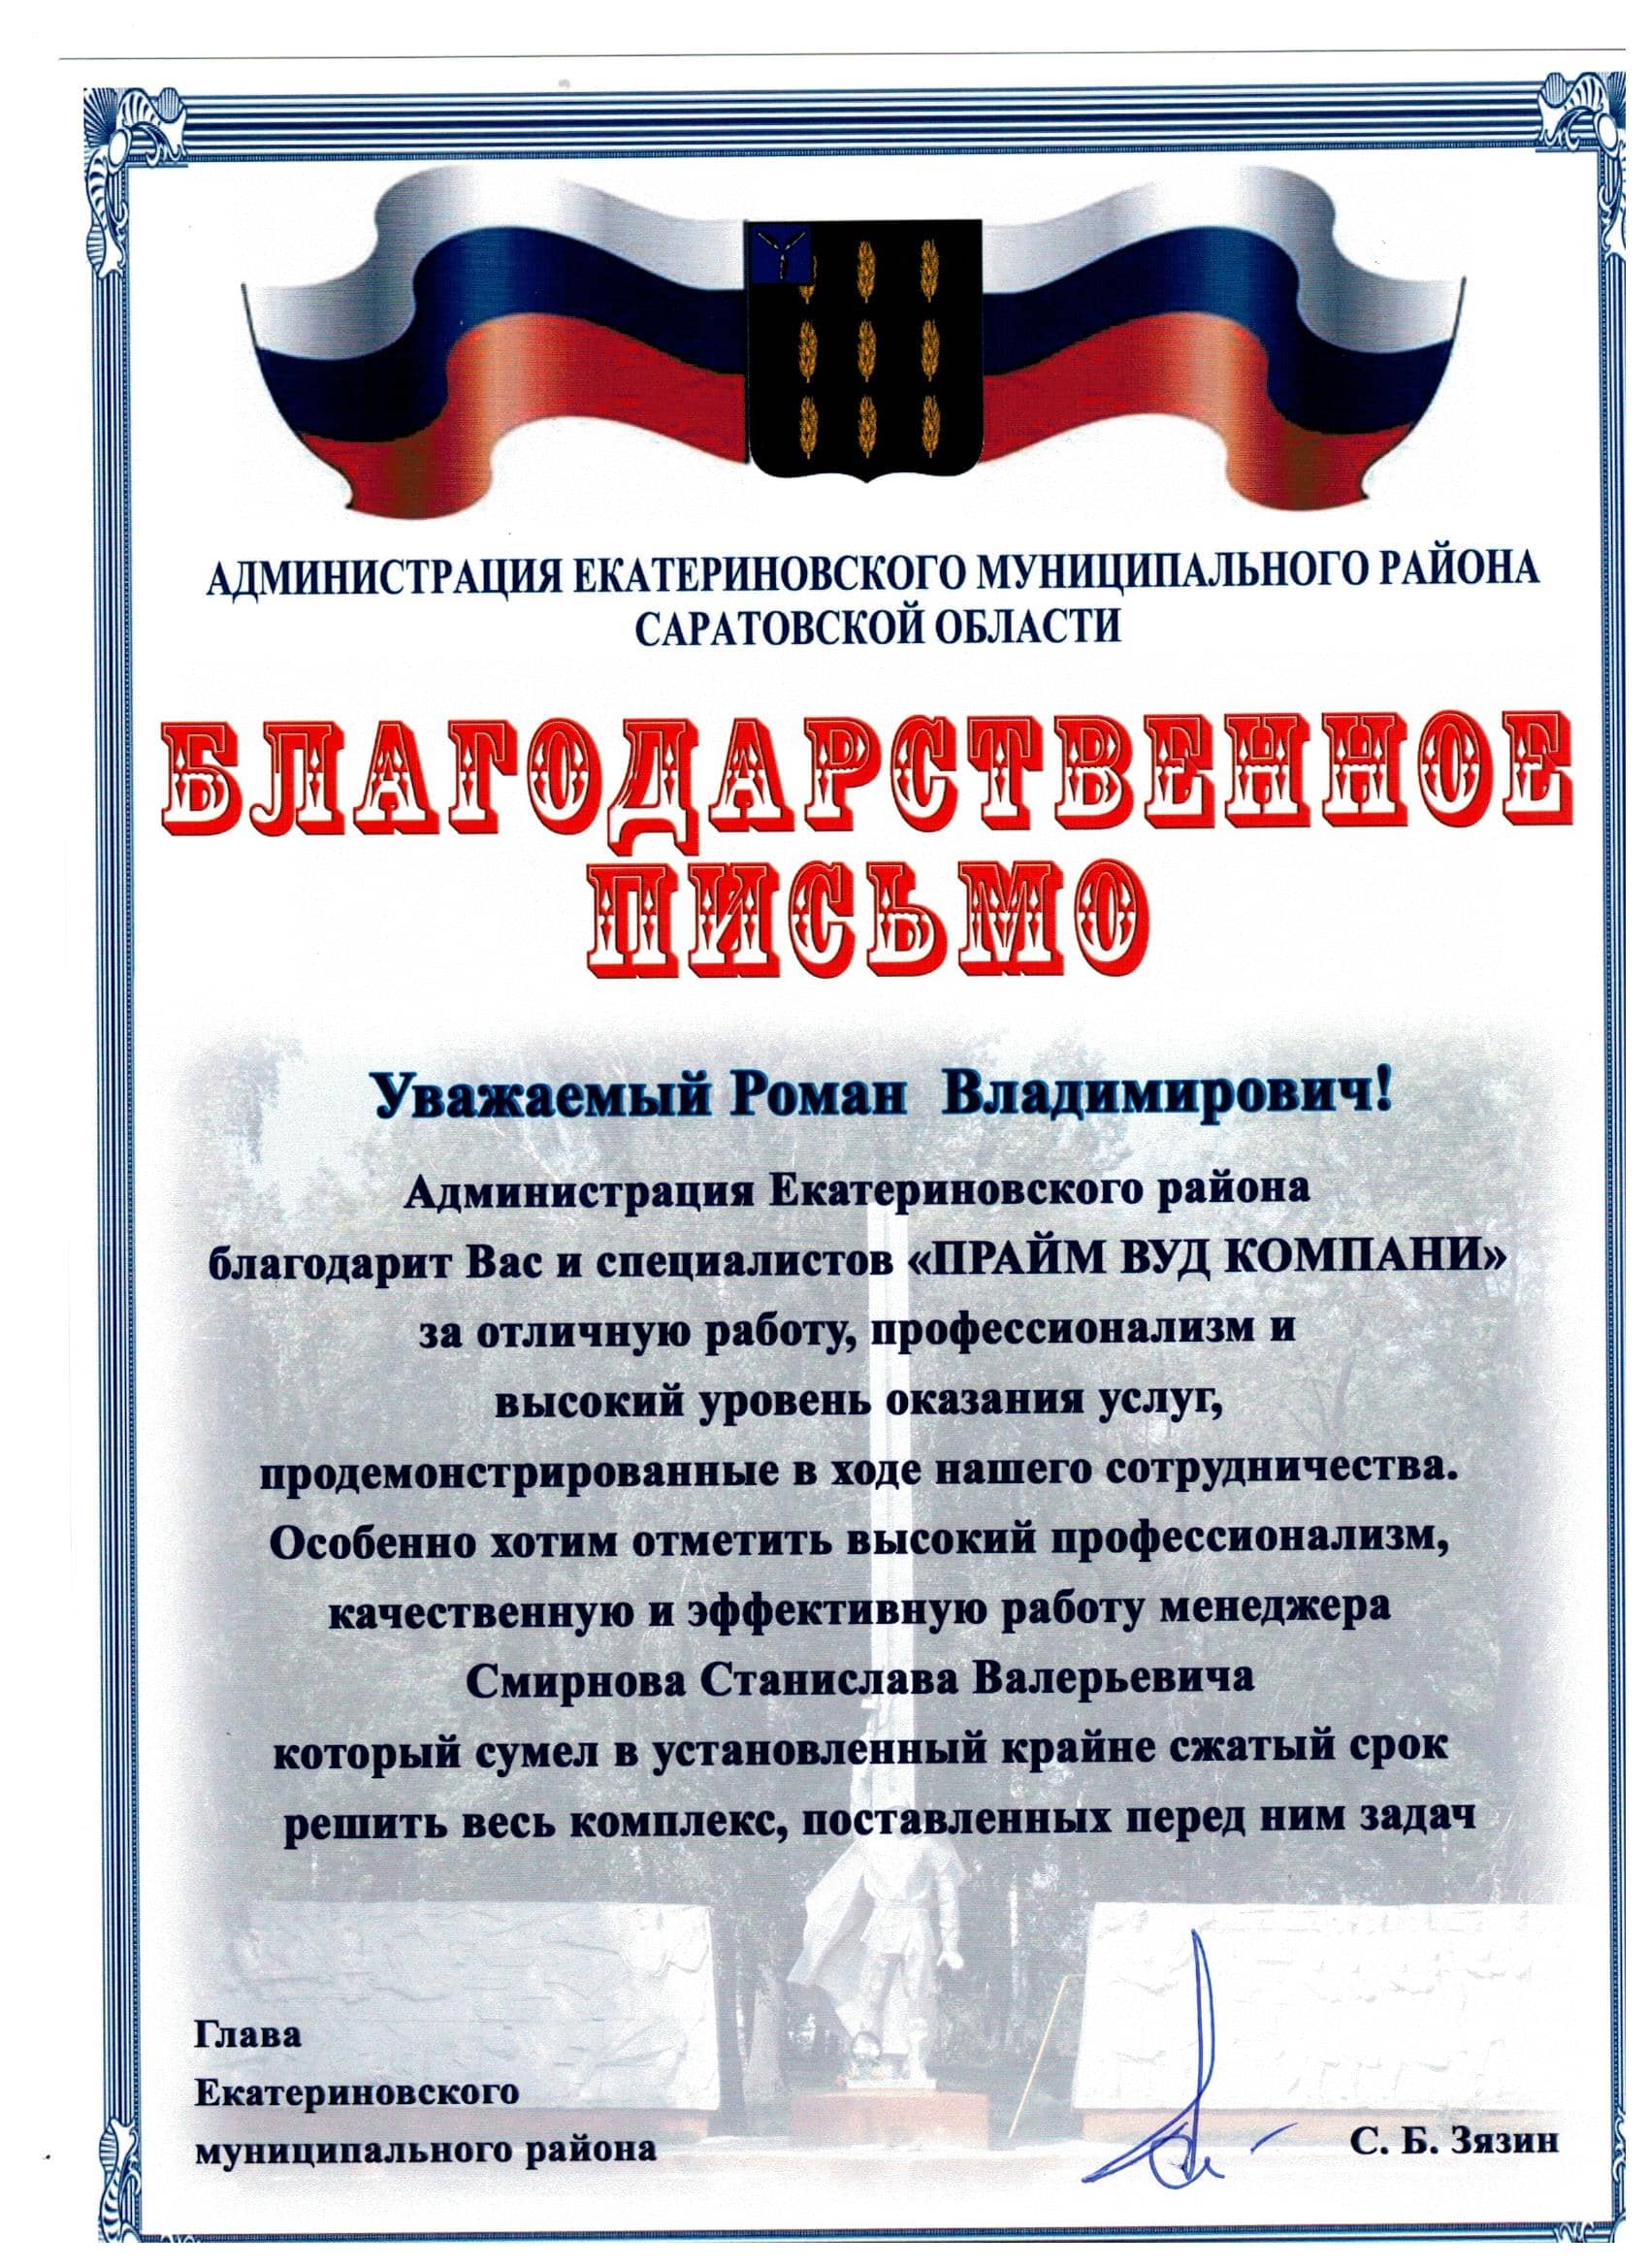 АДМИНИСТРАЦИЯ ЕКАТЕРИНОВСКОГО МУНИЦИПАЛЬНОГО РАЙОНА
САРАТОВСКОЙ ОБЛАСТИ
БЛАГОДАРСТВЕННОЕ
ПИСЬМО
Уважаемый Роман Владимирович!
Администрация Екатериновского района
благодарит Вас и специалистов «ПРАЙМ ВУД КОМПАНИ»
за отличную работу, профессионализм и
высокий уровень оказания услуг,
продемонстрированные в ходе нашего сотрудничества.
Особенно хотим отметить высокий профессионализм,
качественную и эффективную работу менеджера
Смирнова Станислава Валерьевича
который сумел в установленный крайне сжатый срок
решить весь комплекс, поставленных перед ним задач
Глава
Екатериновского
муниципального района
С. Б. Зязин